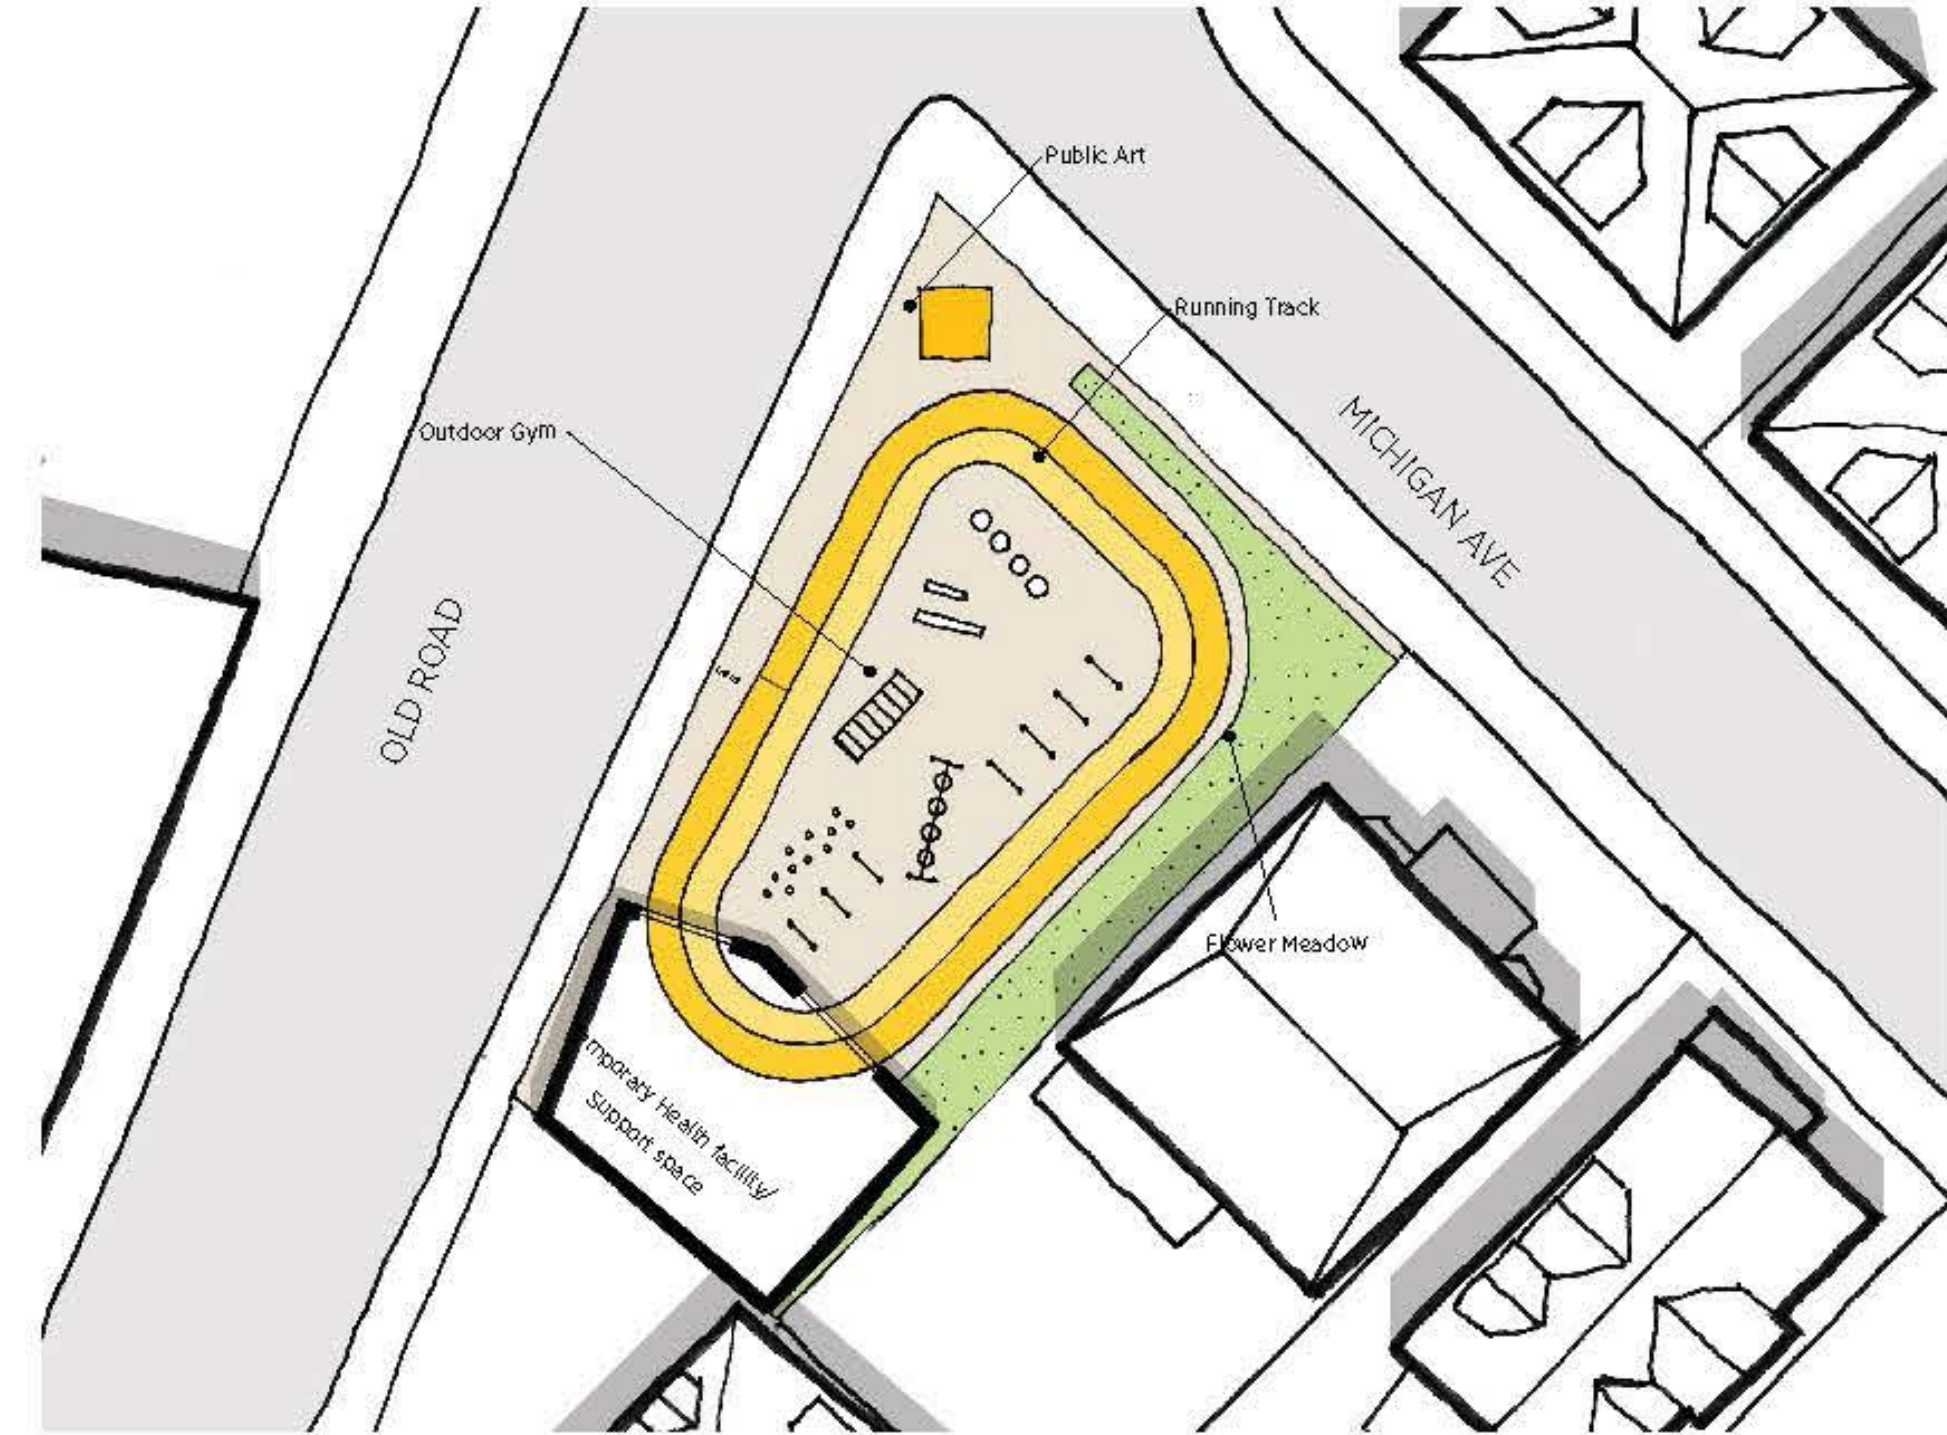 Public Art
Running Track
Outdoor Gym
MICHIGAN AVE
OLD ROAD
Flower Meadow
mporary Health facility/
Support space